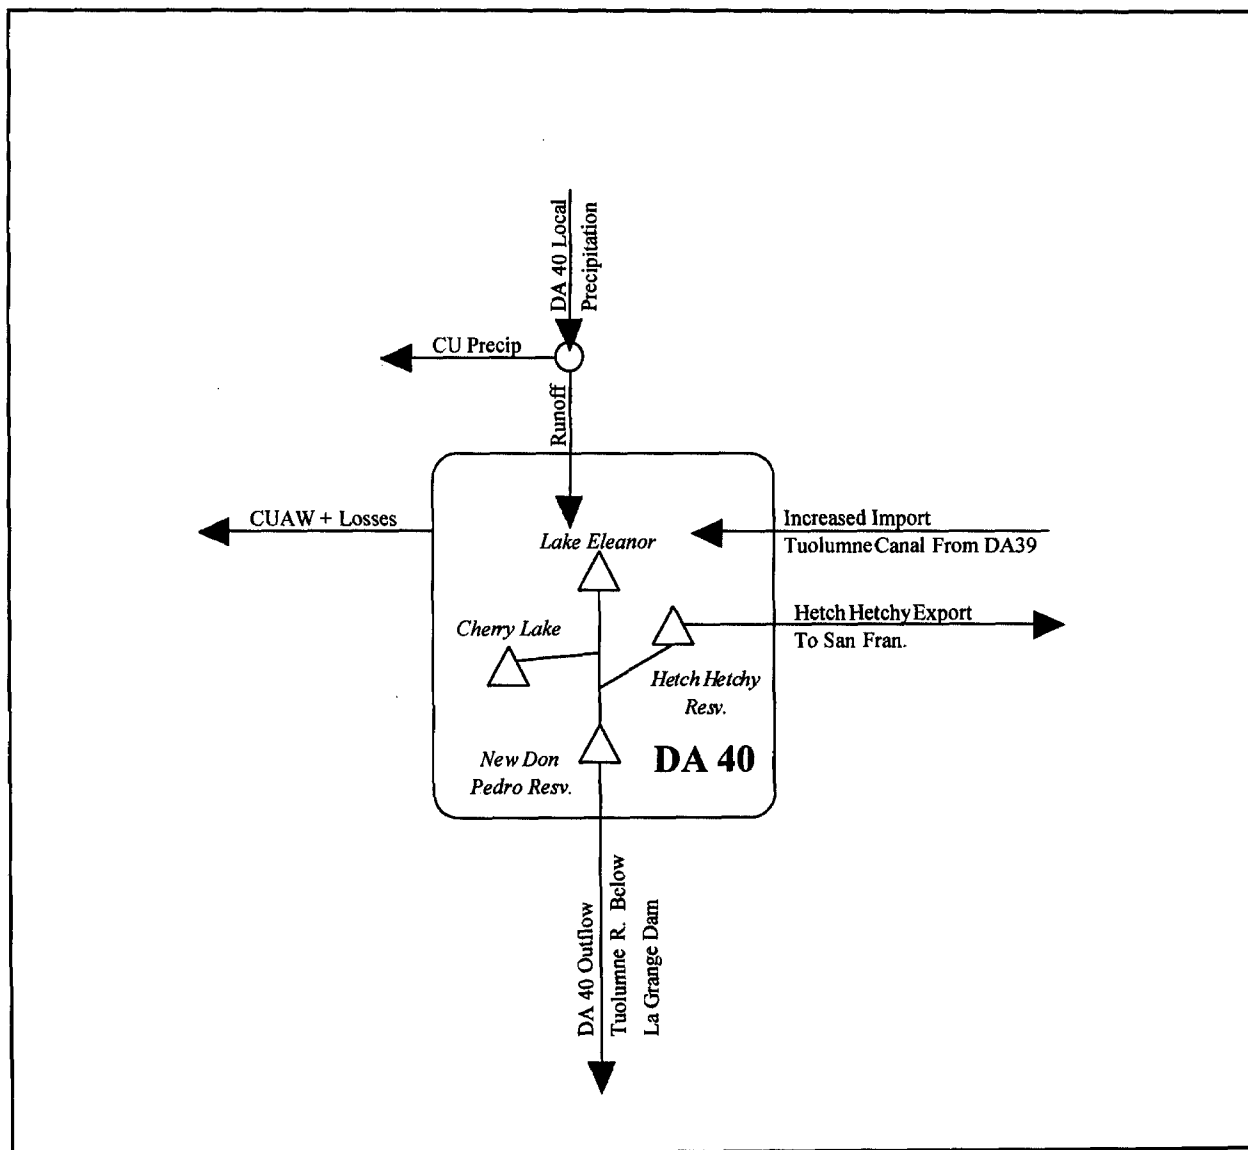 DA 40 Local
Precipitation
CU Precip
Runoff
CUAW + Losses
Increased Import
Tuolumne Canal From DA39
Lake Eleanor
Hetch Hetchy Export
To San Fran.
Cherry Lake
Hetch Hetchy
Resv.
New Don
Pedro Resv.
DA 40
DA 40 Outflow
Tuolumne R. Below
La Grange Dam